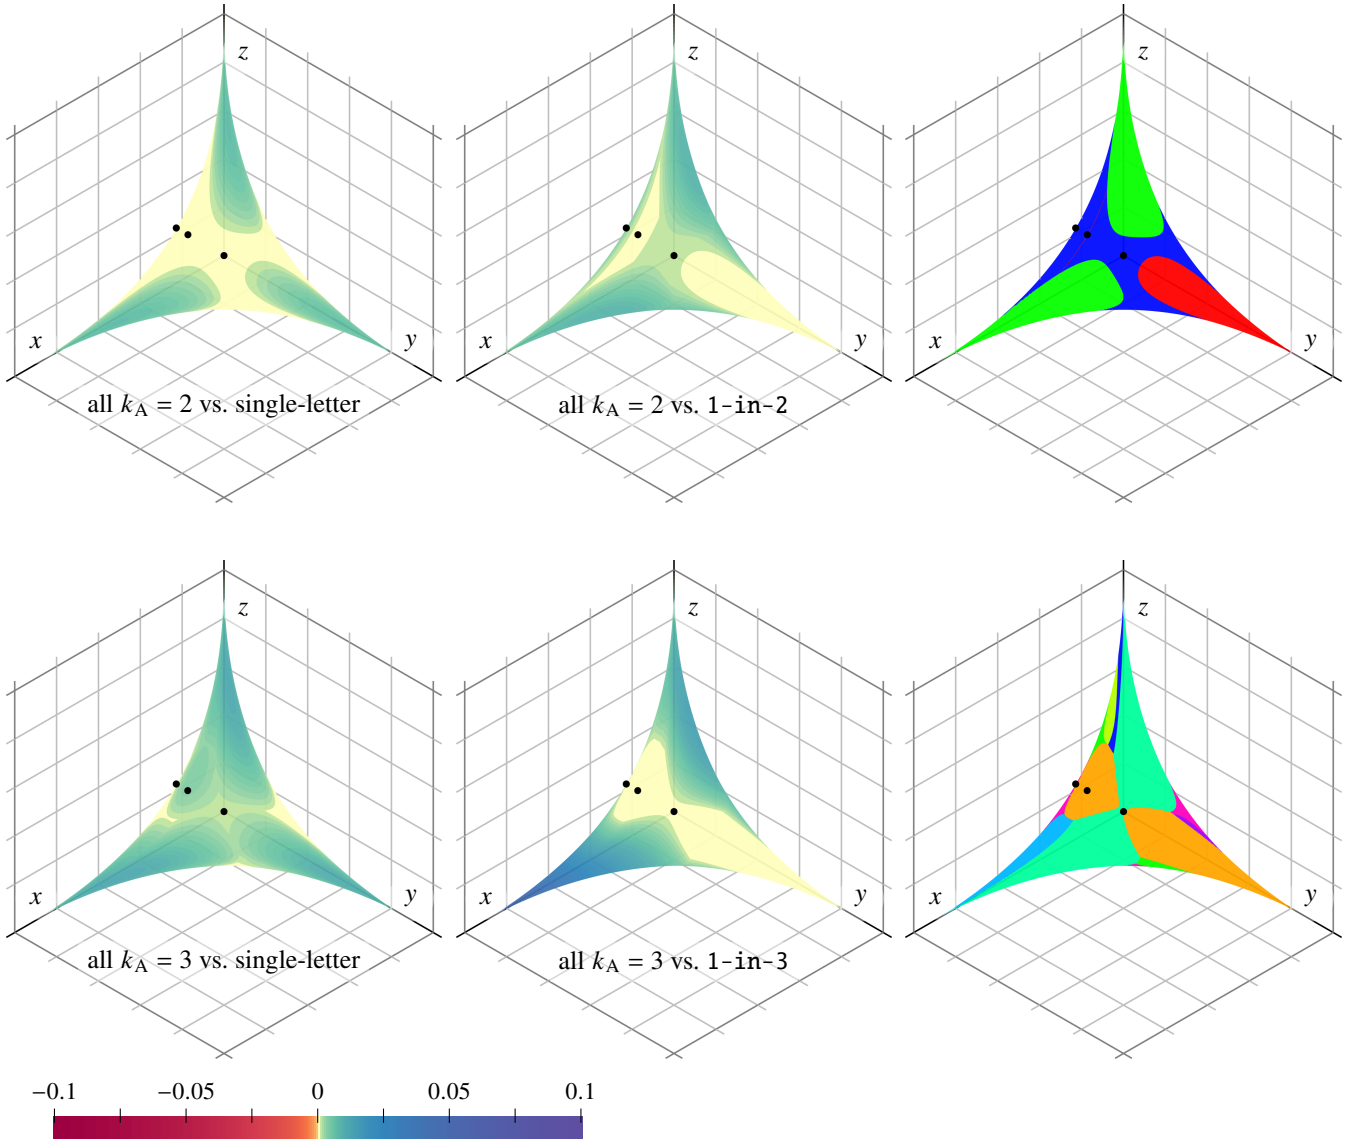 z z z
x y x y x y
all kA = 2 vs. single-letter all kA = 2 vs. 1-in-2
z z z
x y x y x y
all kA = 3 vs. single-letter all kA = 3 vs. 1-in-3
−0.1 −0.05 0 0.05 0.1